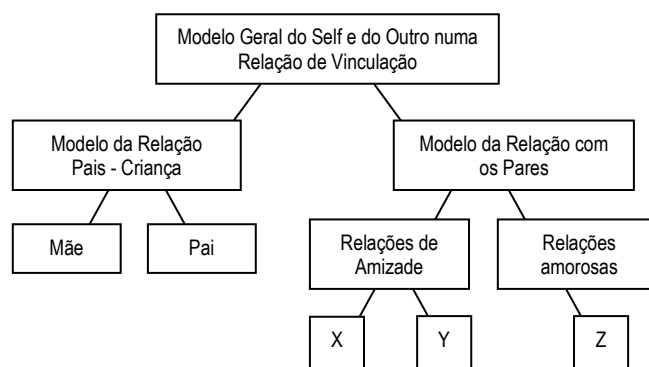 Modelo Geral do Self e do Outro numa
Relação de Vinculação
Modelo da Relação
Pais - Criança
Modelo da Relação com
os Pares
Mãe
Pai
Relações de
Amizade
Relações
amorosas
X
Y
Z